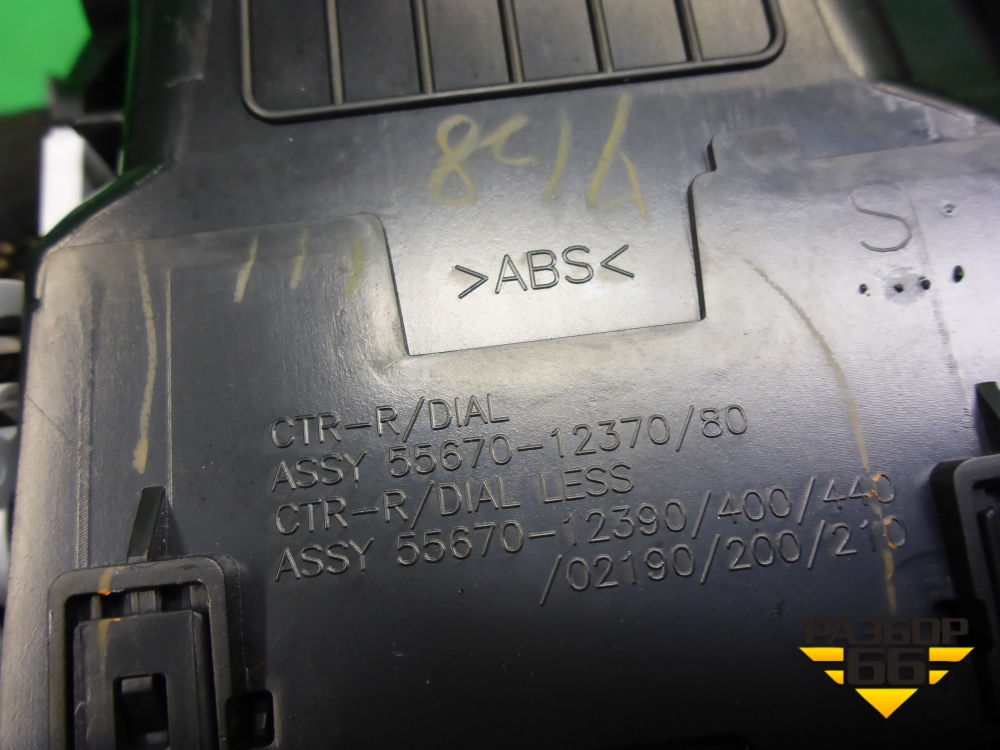 >ABS<
S
CTR-R/DIAL
ASSY 55670-12370/80
CTR-R/DIAL LESS
ASSY 55670-12390/400/440
/02190/200/210
РАЗБОР
66